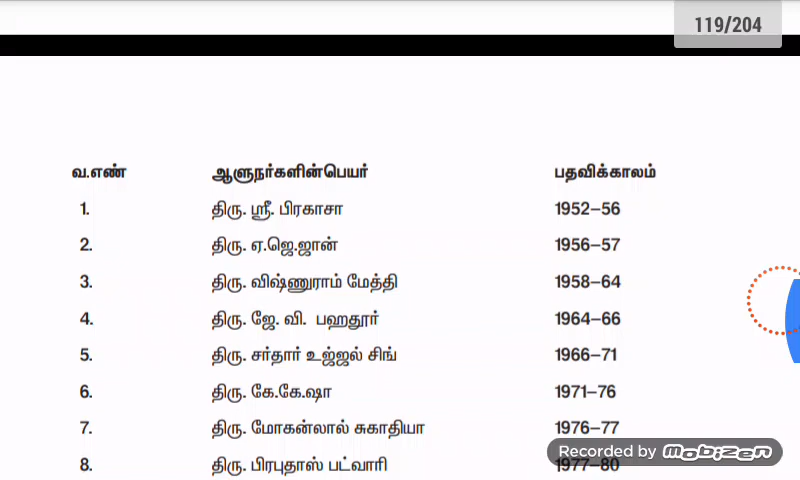 119/204
வ.எண் ஆளுநர்களின்பெயர் பதவிக்காலம்
1. திரு. ஸ்ரீ. பிரகாசா 1952–56
2. திரு. ஏ.ஜெ.ஜான் 1956–57
3. திரு. விஷ்ணுராம் மேத்தி 1958–64
4. திரு. ஜே. வி. பஹதூர் 1964–66
5. திரு. சர்தார் உஜ்ஜல் சிங் 1966–71
6. திரு. கே.கே.ஷா 1971–76
7. திரு. மோகன்லால் சுகாதியா 1976–77
8. திரு. பிரபுதாஸ் பட்வாரி 1977–80
Recorded by mobizen